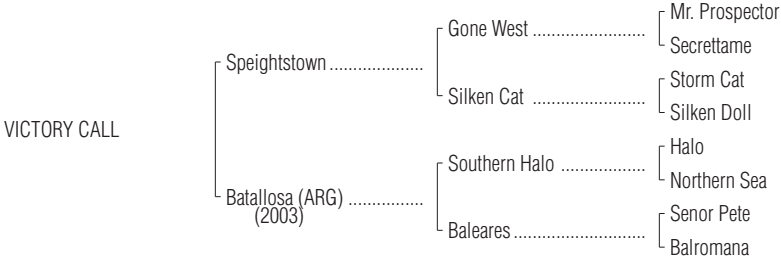 Mr. Prospector
Gone West ........................
Secrettame
Speightstown ....................
Storm Cat
Silken Cat ........................
Silken Doll
VICTORY CALL
Halo
Southern Halo ..................
Northern Sea
Batallosa (ARG) ................
(2003)
Senor Pete
Baleares ............................
Balromana